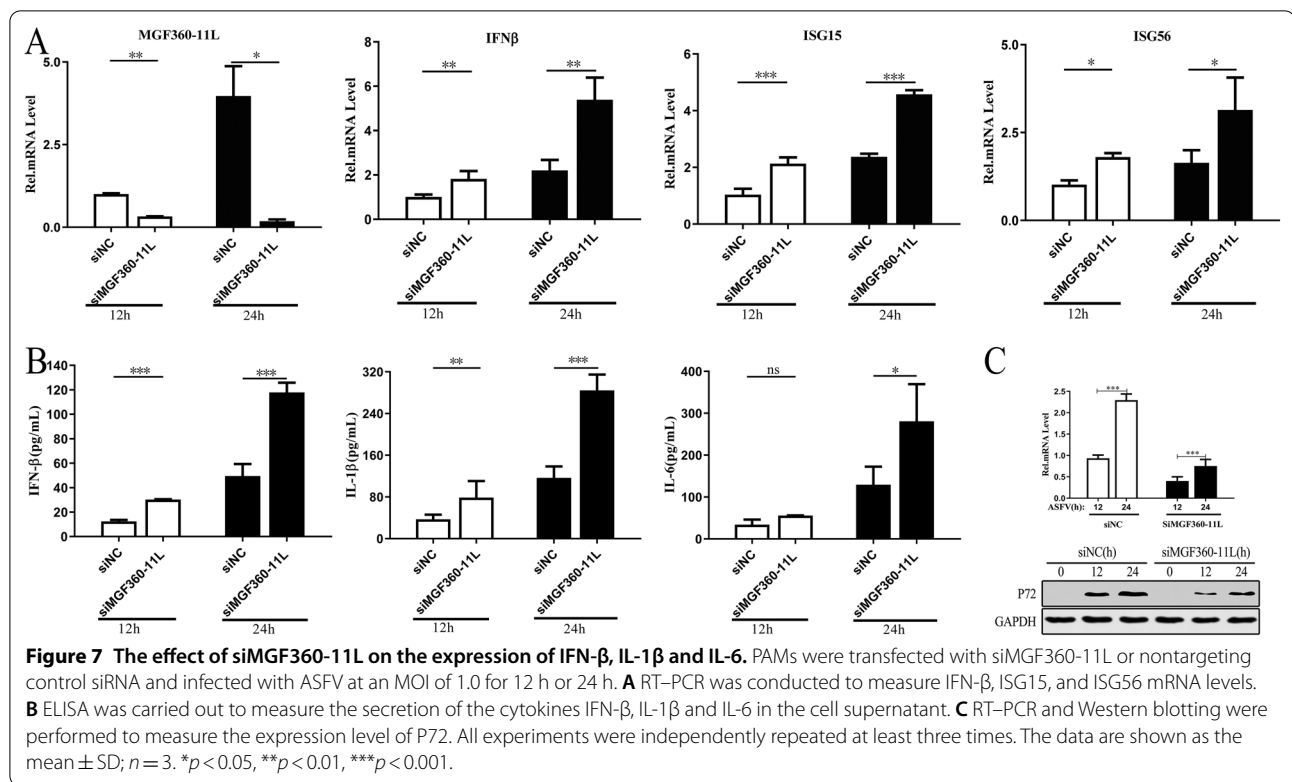 A
MGF360-11L
Rel.mRNA Level
5.0
2.5
0.0
**
*
siNC
siMGF360-11L
siNC
siMGF360-11L
12h
24h
IFNβ
Rel.mRNA Level
8
6
4
2
0
**
**
siNC
siMGF360-11L
siNC
siMGF360-11L
12h
24h
ISG15
Rel.mRNA Level
6
4
2
0
***
***
siNC
siMGF360-11L
siNC
siMGF360-11L
12h
24h
ISG56
Rel.mRNA Level
5.0
2.5
0.0
*
*
siNC
siMGF360-11L
siNC
siMGF360-11L
12h
24h
B
IFN-β(pg/mL)
140
120
100
80
60
40
20
0
***
***
siNC
siMGF360-11L
siNC
siMGF360-11L
12h
24h
IL-1β(pg/mL)
320
240
160
80
0
**
***
siNC
siMGF360-11L
siNC
siMGF360-11L
12h
24h
IL-6(pg/mL)
400
300
200
100
0
ns
*
siNC
siMGF360-11L
siNC
siMGF360-11L
12h
24h
C
Rel.mRNA Level
2.5
2.0
1.5
1.0
0.5
0.0
***
***
ASFV(h): 12 24 12 24
siNC SiMGF360-11L
siNC(h) siMGF360-11L(h)
0 12 24 0 12 24
P72
GAPDH
Figure 7 The effect of siMGF360-11L on the expression of IFN-β, IL-1β and IL-6. PAMs were transfected with siMGF360-11L or nontargeting
control siRNA and infected with ASFV at an MOI of 1.0 for 12 h or 24 h. A RT–PCR was conducted to measure IFN-β, ISG15, and ISG56 mRNA levels.
B ELISA was carried out to measure the secretion of the cytokines IFN-β, IL-1β and IL-6 in the cell supernatant. C RT–PCR and Western blotting were
performed to measure the expression level of P72. All experiments were independently repeated at least three times. The data are shown as the
mean ± SD; n = 3. *p < 0.05, **p < 0.01, ***p < 0.001.